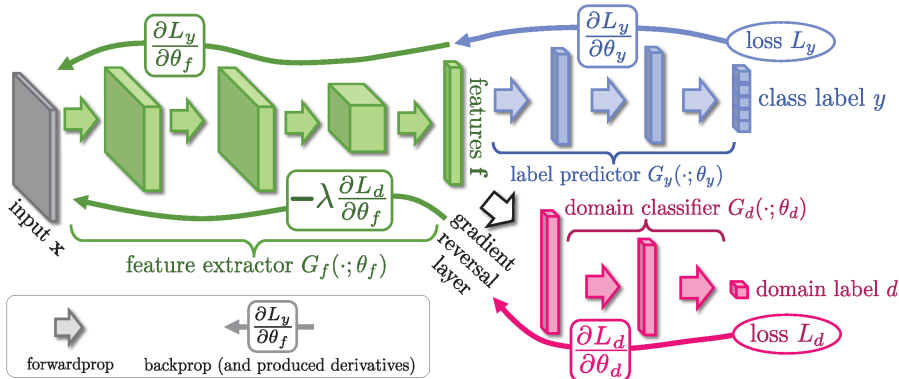 ∂L_y/∂θ_f
∂L_y/∂θ_y
loss L_y
features f
class label y
label predictor G_y(·; θ_y)
−λ ∂L_d/∂θ_f
input x
feature extractor G_f(·; θ_f)
gradient
reversal
layer
domain classifier G_d(·; θ_d)
domain label d
∂L_d/∂θ_d
loss L_d
∂L_y/∂θ_f
forwardprop
backprop (and produced derivatives)